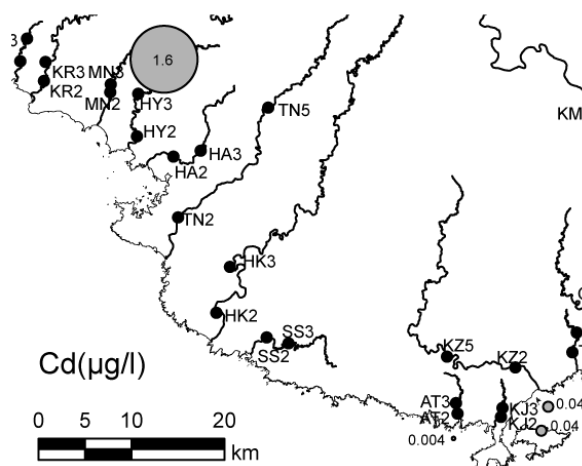 3
1.6
KR3
MN3
KR2
MN2
HY3
TN5
KM
HY2
HA3
HA2
TN2
HK3
HK2
SS3
SS2
KZ5
KZ2
Cd(µg/l)
AT3
KJ3
0.04
AT2
KJ2
0.04
0.004
0 10 20
km